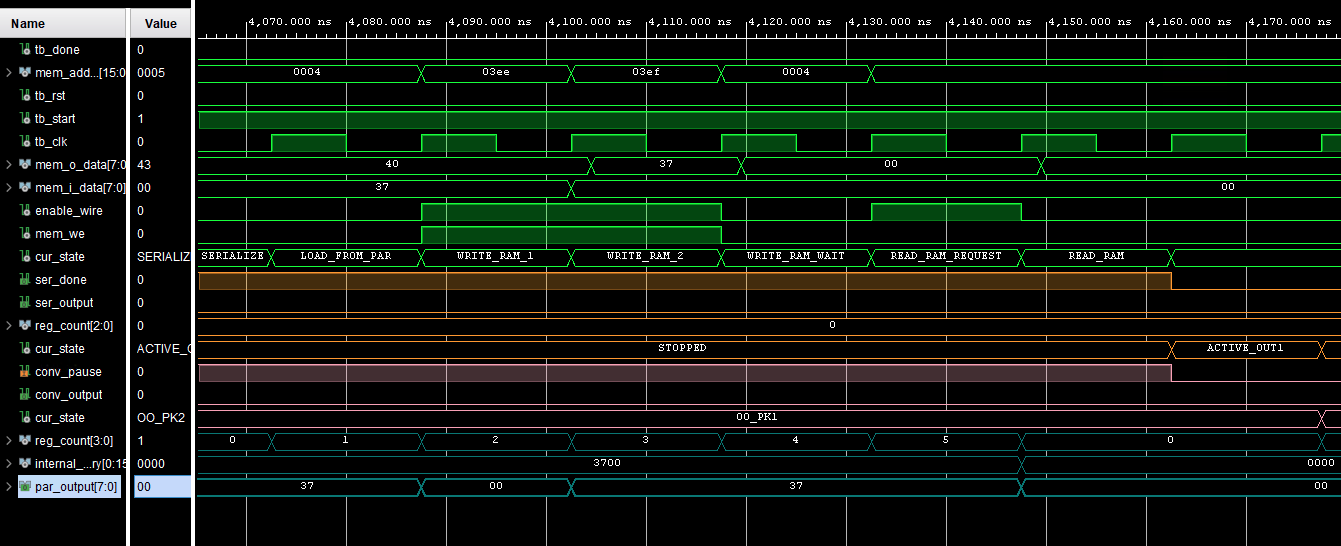 Name Value
4,070.000 ns 4,080.000 ns 4,090.000 ns 4,100.000 ns 4,110.000 ns 4,120.000 ns 4,130.000 ns 4,140.000 ns 4,150.000 ns 4,160.000 ns 4,170.000 ns
tb_done 0
mem_add...[15:0 0005 0004 03ee 03ef 0004
tb_rst 0
tb_start 1
tb_clk 0
mem_o_data[7:0 43 40 37 00
mem_i_data[7:0] 00 37 00
enable_wire 0
mem_we 0
cur_state SERIALIZ SERIALIZE LOAD_FROM_PAR WRITE_RAM_1 WRITE_RAM_2 WRITE_RAM_WAIT READ_RAM_REQUEST READ_RAM
ser_done 0
ser_output 0
reg_count[2:0] 0 0
cur_state ACTIVE_O STOPPED ACTIVE_OUT1
conv_pause 0
conv_output 0
cur_state OO_PK2 OO_PK1
reg_count[3:0] 1 0 1 2 3 4 5 0
internal_...ry[0:15 0000 3700 0000
par_output[7:0] 00 37 00 37 00